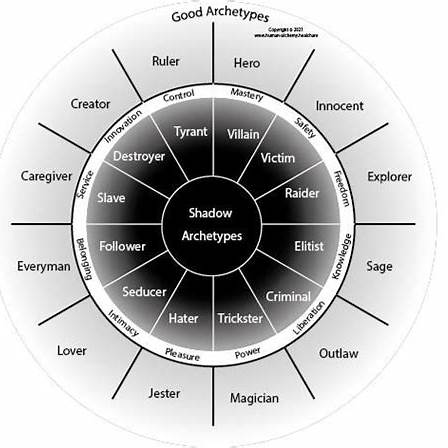 Good Archetypes
Copyright © 2021
www.humanalchemy.healthcare
Ruler
Hero
Creator
Innocent
Caregiver
Explorer
Everyman
Sage
Lover
Outlaw
Jester
Magician
Control
Mastery
Innovation
Safety
Service
Freedom
Belonging
Knowledge
Intimacy
Liberation
Pleasure
Power
Tyrant
Villain
Destroyer
Victim
Slave
Raider
Follower
Elitist
Seducer
Criminal
Hater
Trickster
Shadow
Archetypes